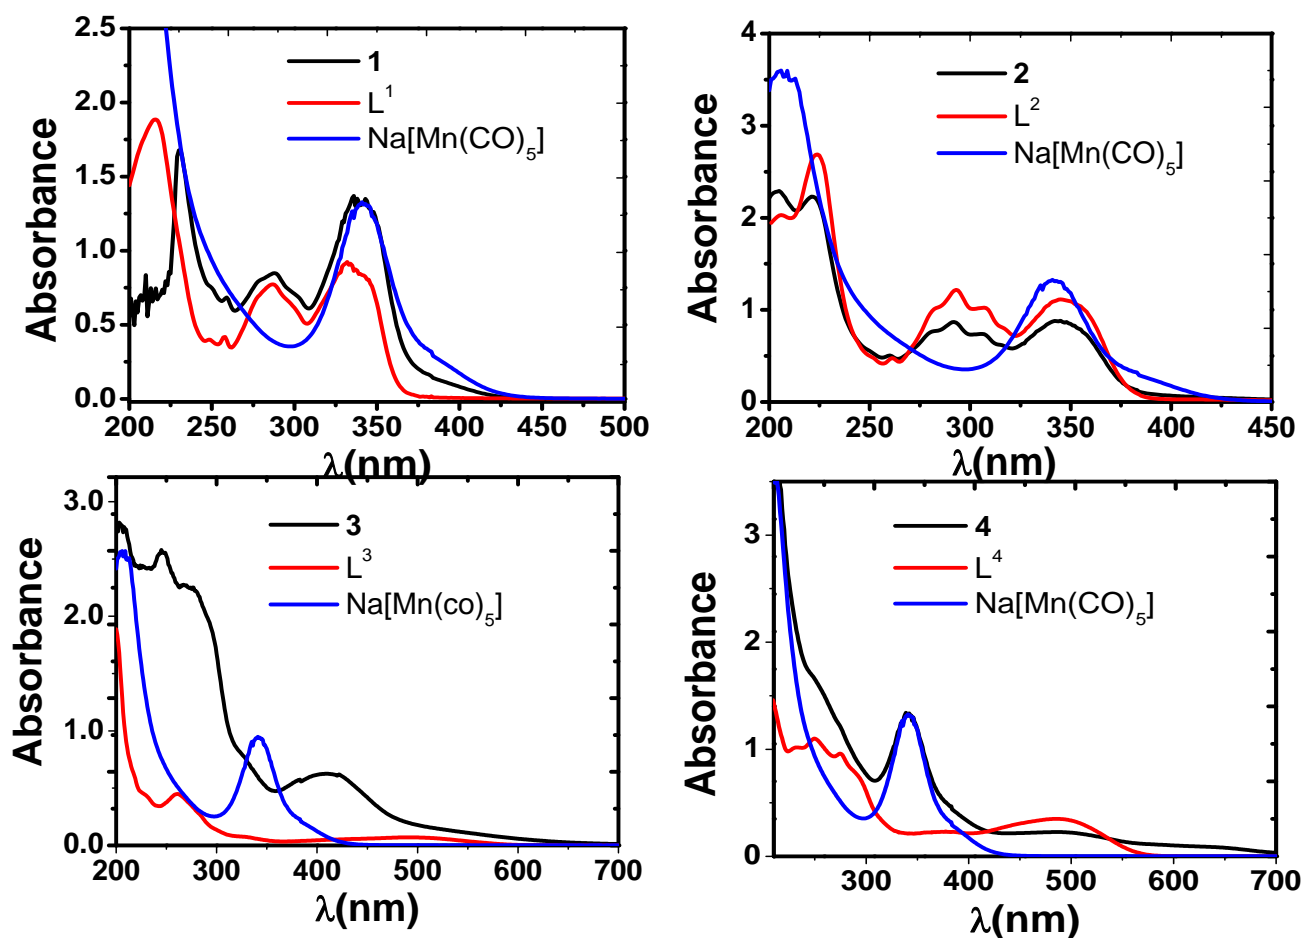 2.5
2.0
1.5
1.0
0.5
0.0
Absorbance
1
L¹
Na[Mn(CO)₅]
200 250 300 350 400 450 500
λ(nm)
4
3
2
1
0
Absorbance
2
L²
Na[Mn(CO)₅]
200 250 300 350 400 450
λ(nm)
3.0
2.0
1.0
0.0
Absorbance
3
L³
Na[Mn(co)₅]
200 300 400 500 600 700
λ(nm)
3
2
1
0
Absorbance
4
L⁴
Na[Mn(CO)₅]
300 400 500 600 700
λ(nm)